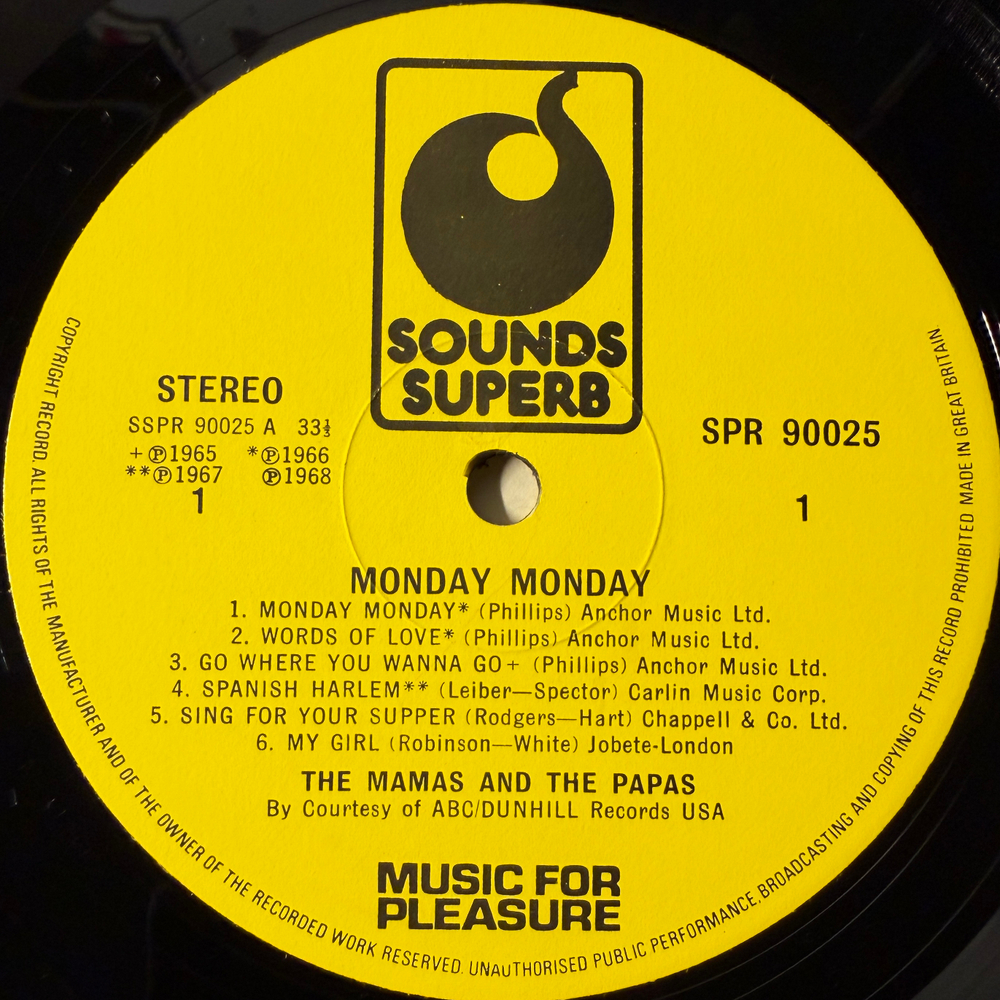 SOUNDS
SUPERB
STEREO
SSPR 90025 A 33⅓
+℗1965 *℗1966
**℗1967 ℗1968
1
SPR 90025
1
MONDAY MONDAY
1. MONDAY MONDAY* (Phillips) Anchor Music Ltd.
2. WORDS OF LOVE* (Phillips) Anchor Music Ltd.
3. GO WHERE YOU WANNA GO+ (Phillips) Anchor Music Ltd.
4. SPANISH HARLEM** (Leiber—Spector) Carlin Music Corp.
5. SING FOR YOUR SUPPER (Rodgers—Hart) Chappell & Co. Ltd.
6. MY GIRL (Robinson—White) Jobete-London
THE MAMAS AND THE PAPAS
By Courtesy of ABC/DUNHILL Records USA
MUSIC FOR
PLEASURE
COPYRIGHT RECORD. ALL RIGHTS OF THE MANUFACTURER AND OF THE OWNER OF THE RECORDED WORK RESERVED. UNAUTHORISED PUBLIC PERFORMANCE, BROADCASTING AND COPYING OF THIS RECORD PROHIBITED MADE IN GREAT BRITAIN